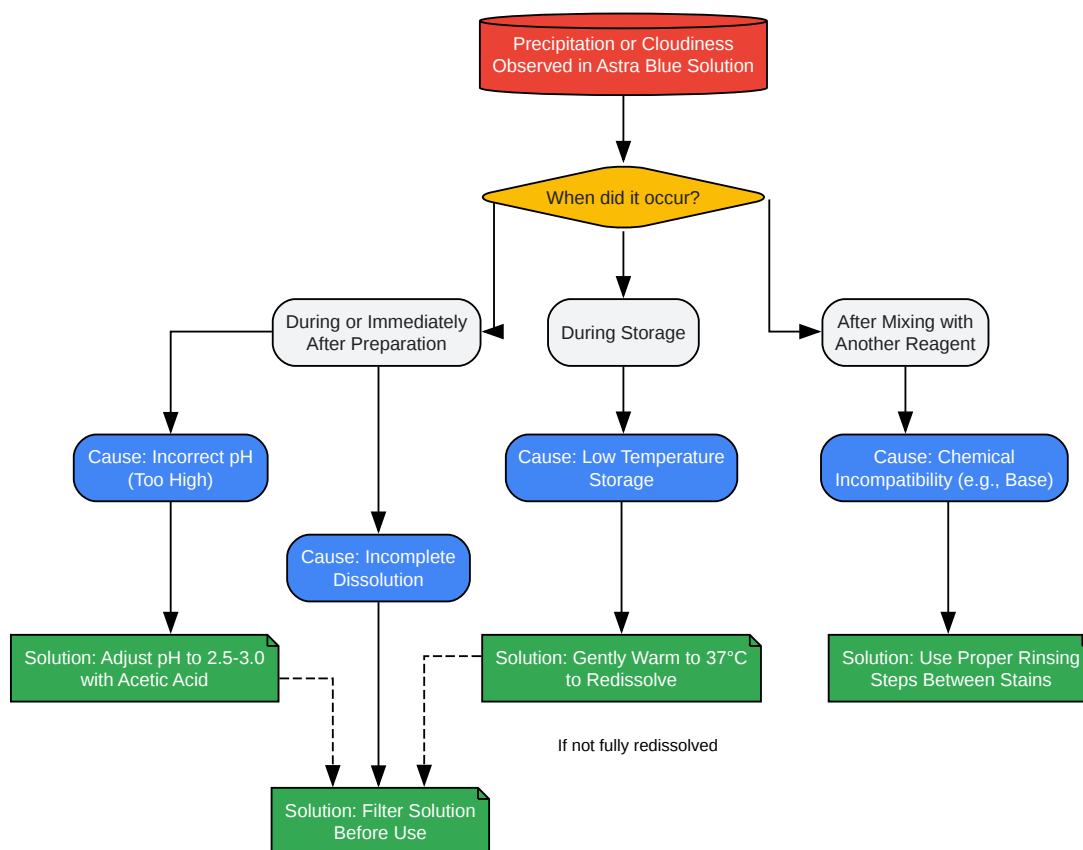 Precipitation or Cloudiness
Observed in Astra Blue Solution
When did it occur?
During or Immediately
After Preparation
During Storage
After Mixing with
Another Reagent
Cause: Incorrect pH
(Too High)
Cause: Low Temperature
Storage
Cause: Chemical
Incompatibility (e.g., Base)
Cause: Incomplete
Dissolution
Solution: Adjust pH to 2.5-3.0
with Acetic Acid
Solution: Gently Warm to 37°C
to Redissolve
Solution: Use Proper Rinsing
Steps Between Stains
If not fully redissolved
Solution: Filter Solution
Before Use